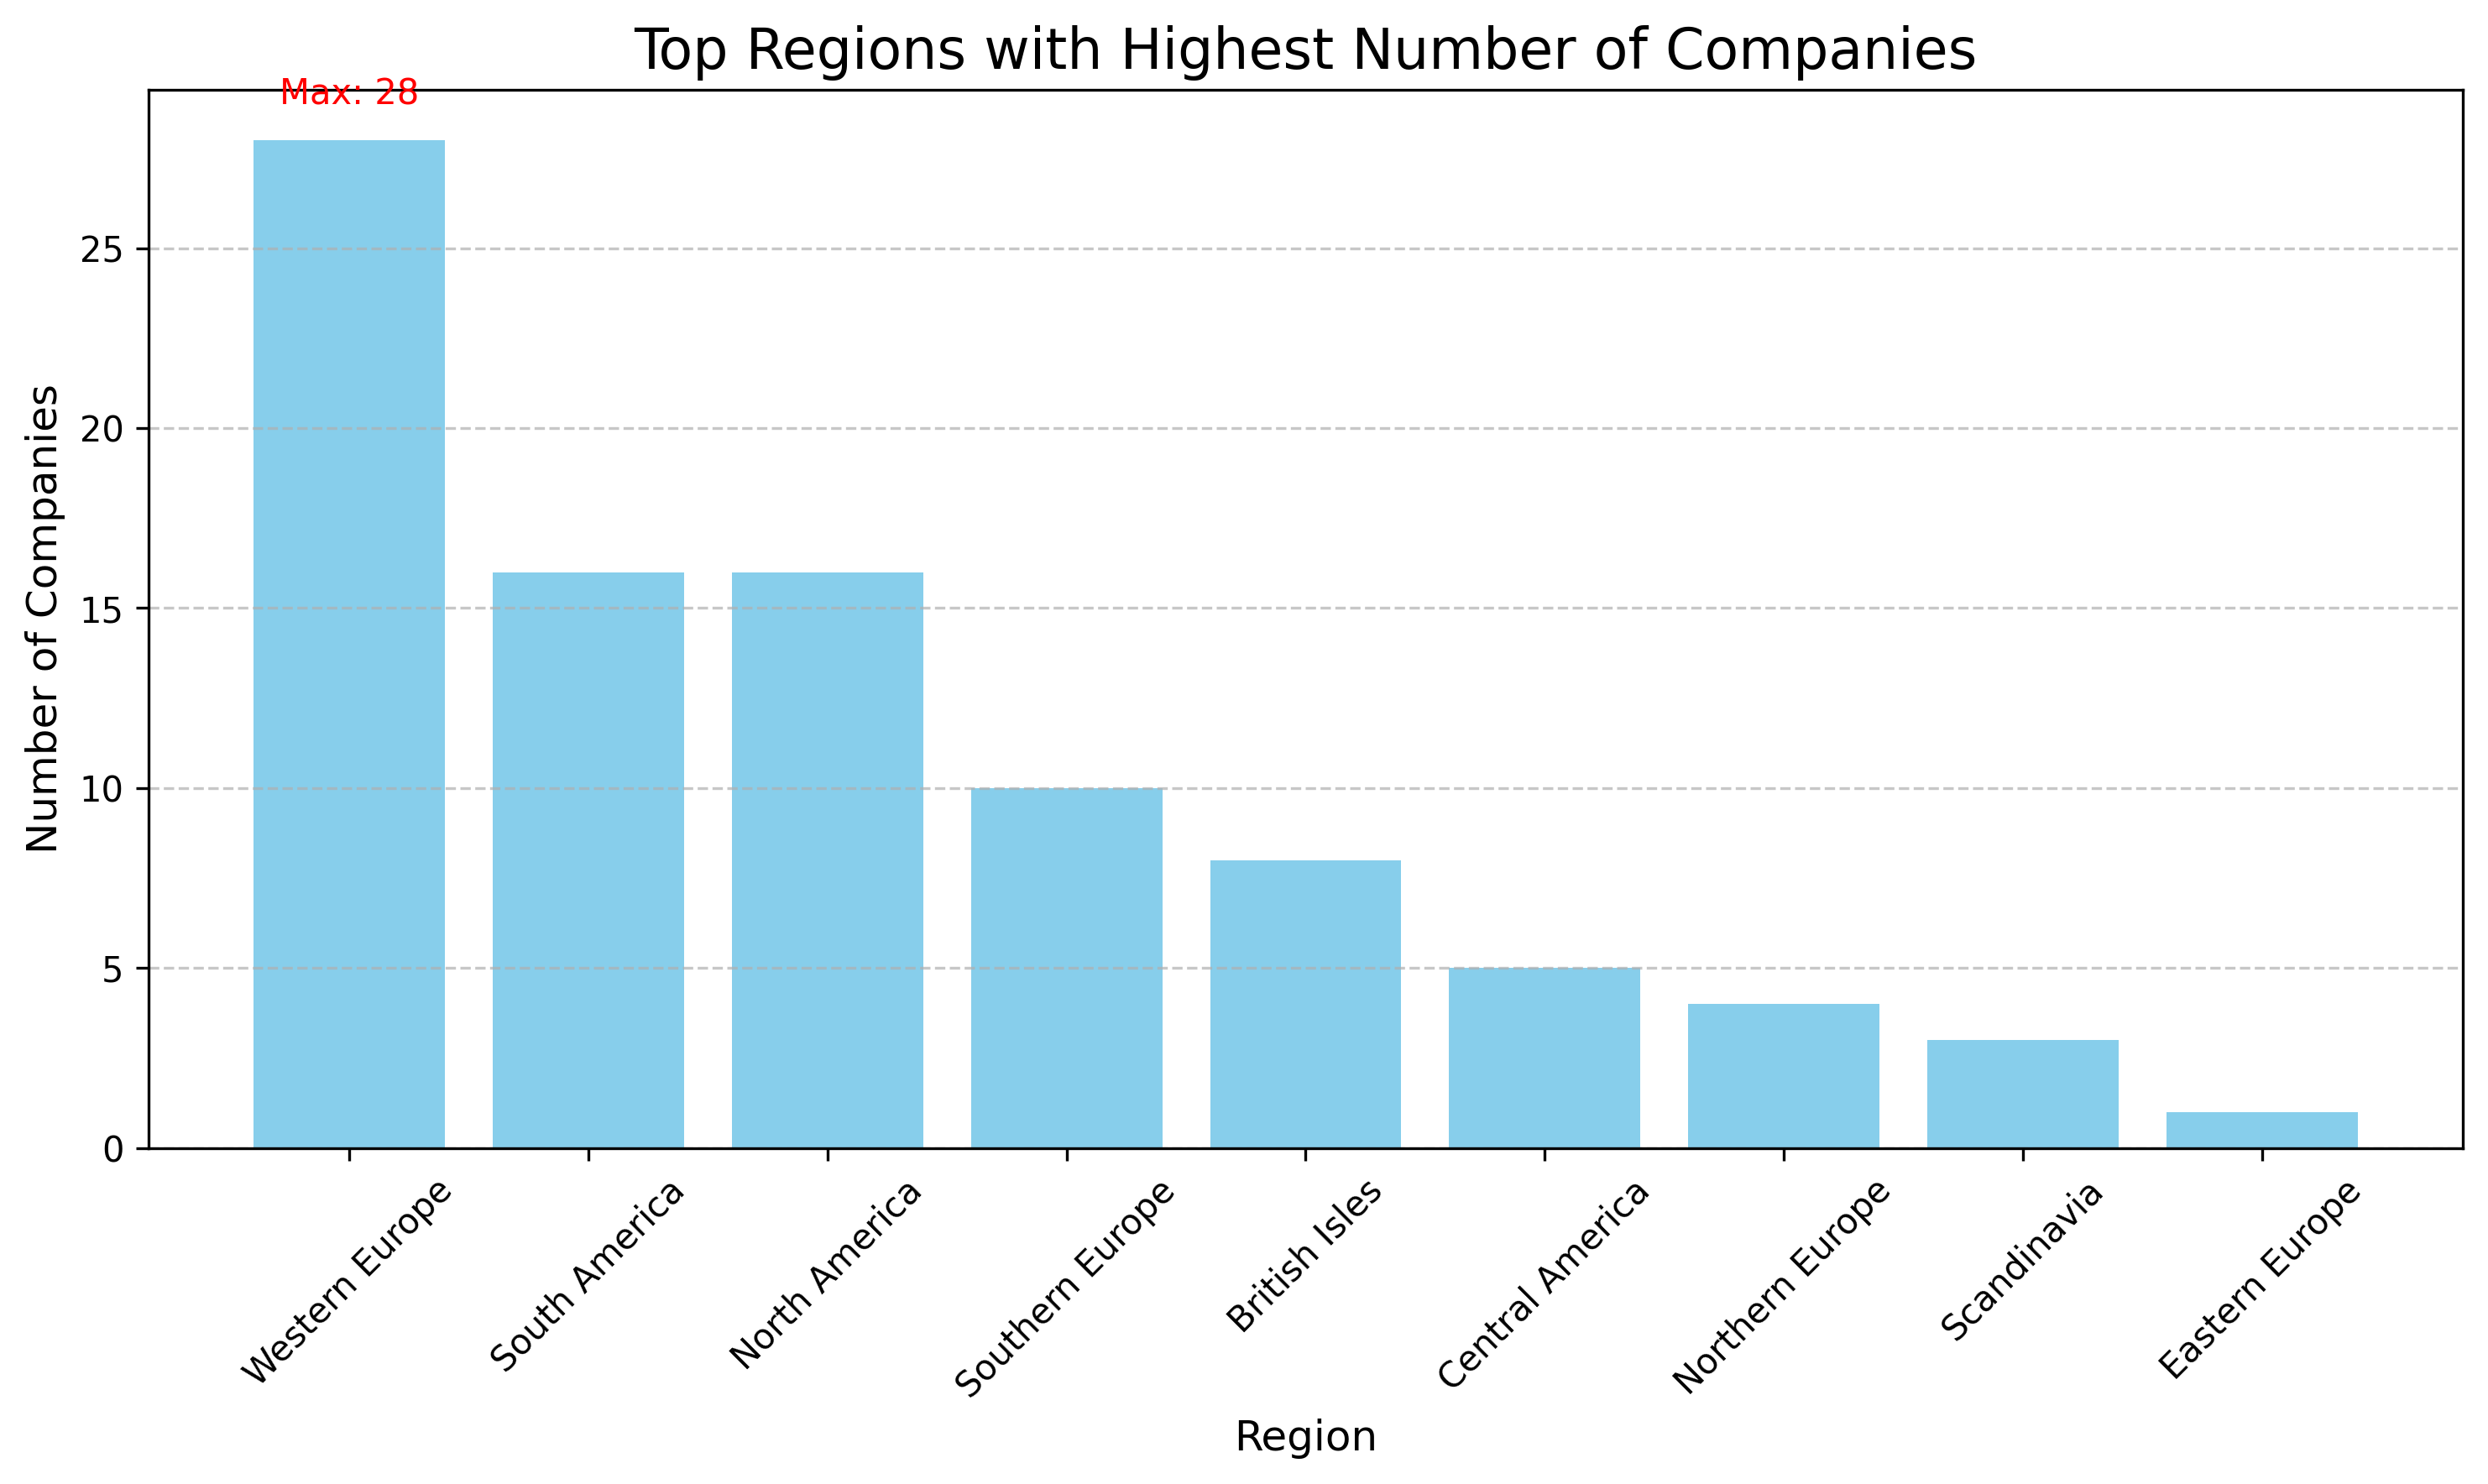 Top Regions with Highest Number of Companies
Max: 28
Number of Companies
25
20
15
10
5
0
Western Europe
South America
North America
Southern Europe
British Isles
Central America
Northern Europe
Scandinavia
Eastern Europe
Region